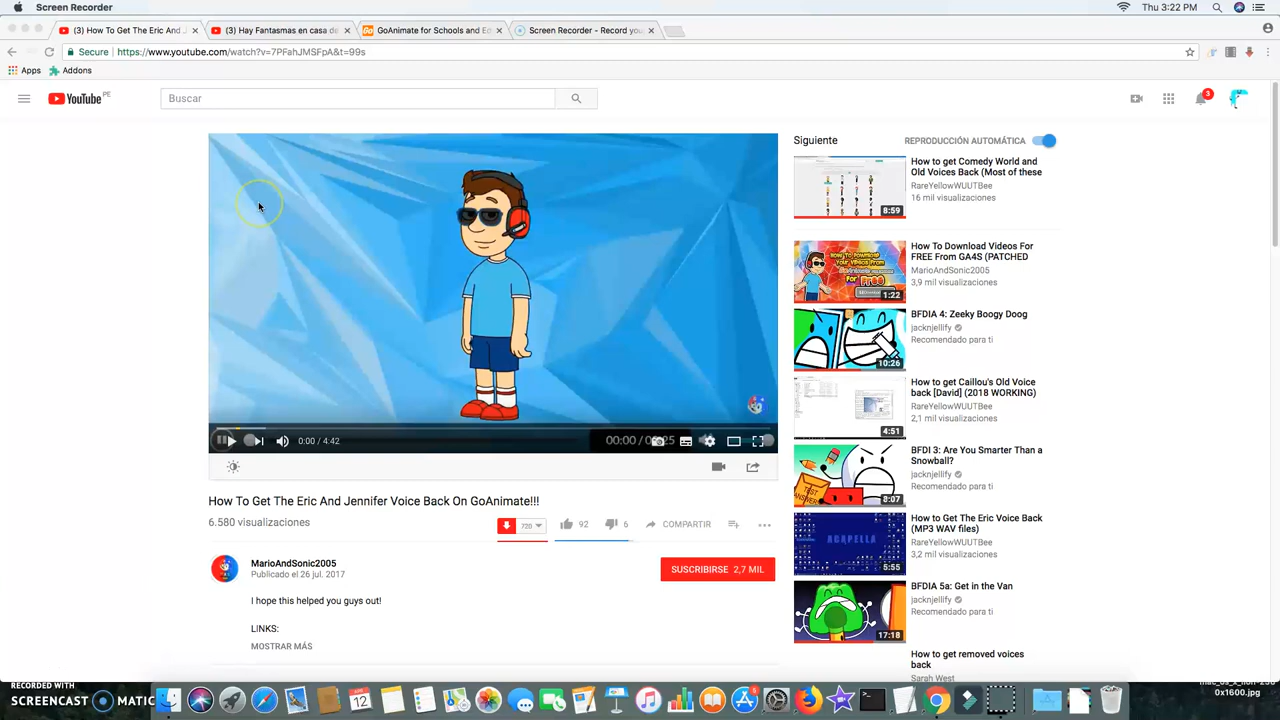 Screen Recorder
Thu 3:22 PM
(3) How To Get The Eric And J
(3) Hay Fantasmas en casa de
GoAnimate for Schools and Ed
Screen Recorder - Record you
Secure
https://www.youtube.com/watch?v=7PFahJMSFpA&t=99s
Apps
Addons
YouTube PE
Buscar
3
00:00
0:00 / 4:42
How To Get The Eric And Jennifer Voice Back On GoAnimate!!!
6.580 visualizaciones
720
92
6
COMPARTIR
MarioAndSonic2005
Publicado el 26 jul. 2017
SUSCRIBIRSE 2,7 MIL
I hope this helped you guys out!
LINKS:
MOSTRAR MÁS
Siguiente
REPRODUCCIÓN AUTOMÁTICA
How to get Comedy World and
Old Voices Back (Most of these
RareYellowWUUTBee
16 mil visualizaciones
8:59
How To Download Videos For
FREE From GA4S (PATCHED
MarioAndSonic2005
3,9 mil visualizaciones
1:22
BFDIA 4: Zeeky Boogy Doog
jacknjellify
Recomendado para ti
10:26
How to get Caillou's Old Voice
back [David] (2018 WORKING)
RareYellowWUUTBee
2,1 mil visualizaciones
4:51
BFDI 3: Are You Smarter Than a
Snowball?
jacknjellify
Recomendado para ti
8:07
How to Get The Eric Voice Back
(MP3 WAV files)
RareYellowWUUTBee
3,2 mil visualizaciones
ACAPELLA
5:55
BFDIA 5a: Get in the Van
jacknjellify
Recomendado para ti
17:18
How to get removed voices
back
Sarah West
RECORDED WITH
SCREENCAST MATIC
12
0x1600.jpg